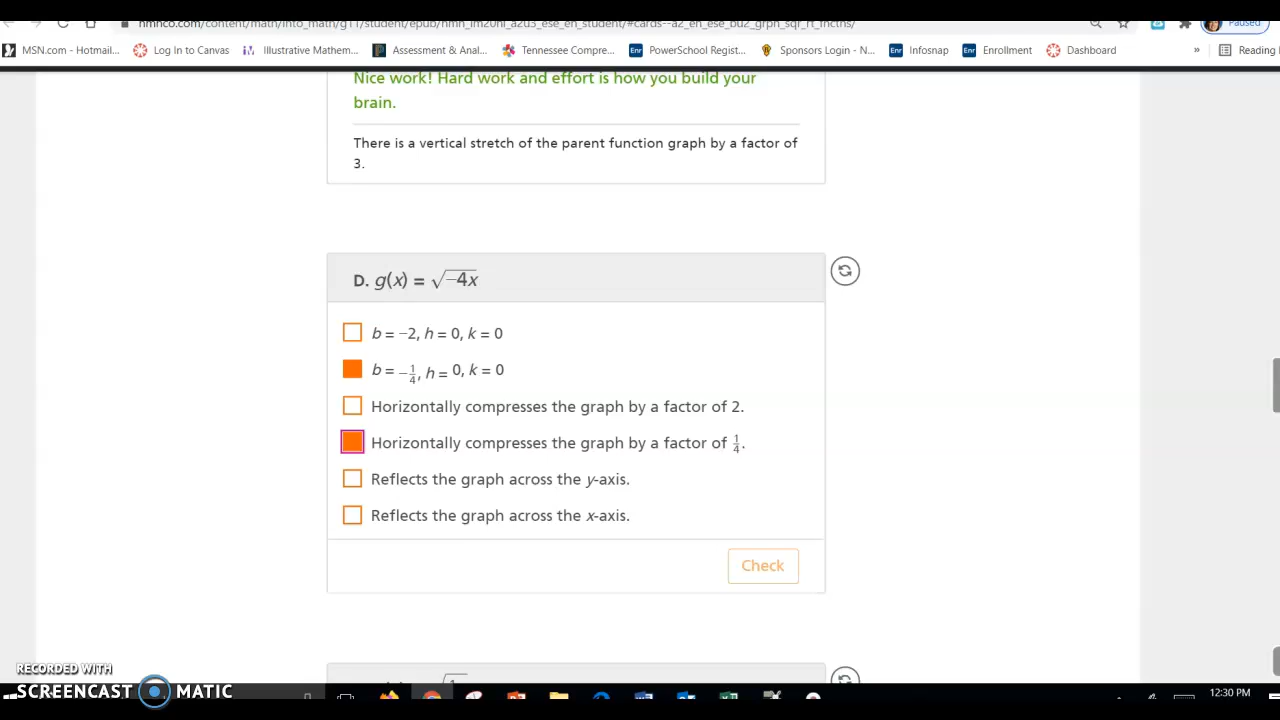 hmhco.com/content/math/into_math/g11/student/epub/hmh_im20nl_a2u3_ese_en_student/#cards--a2_en_ese_bu2_grph_sqr_rt_fncths/
Paused
MSN.com - Hotmail...
Log In to Canvas
Illustrative Mathem...
Assessment & Anal...
Tennessee Compre...
PowerSchool Regist...
Sponsors Login - N...
Infosnap
Enrollment
Dashboard
»
Reading
Nice work! Hard work and effort is how you build your
brain.
There is a vertical stretch of the parent function graph by a factor of
3.
D. g(x) = √−4x
b = −2, h = 0, k = 0
b = −1/4, h = 0, k = 0
Horizontally compresses the graph by a factor of 2.
Horizontally compresses the graph by a factor of 1/4.
Reflects the graph across the y-axis.
Reflects the graph across the x-axis.
Check
RECORDED WITH
SCREENCAST MATIC
12:30 PM